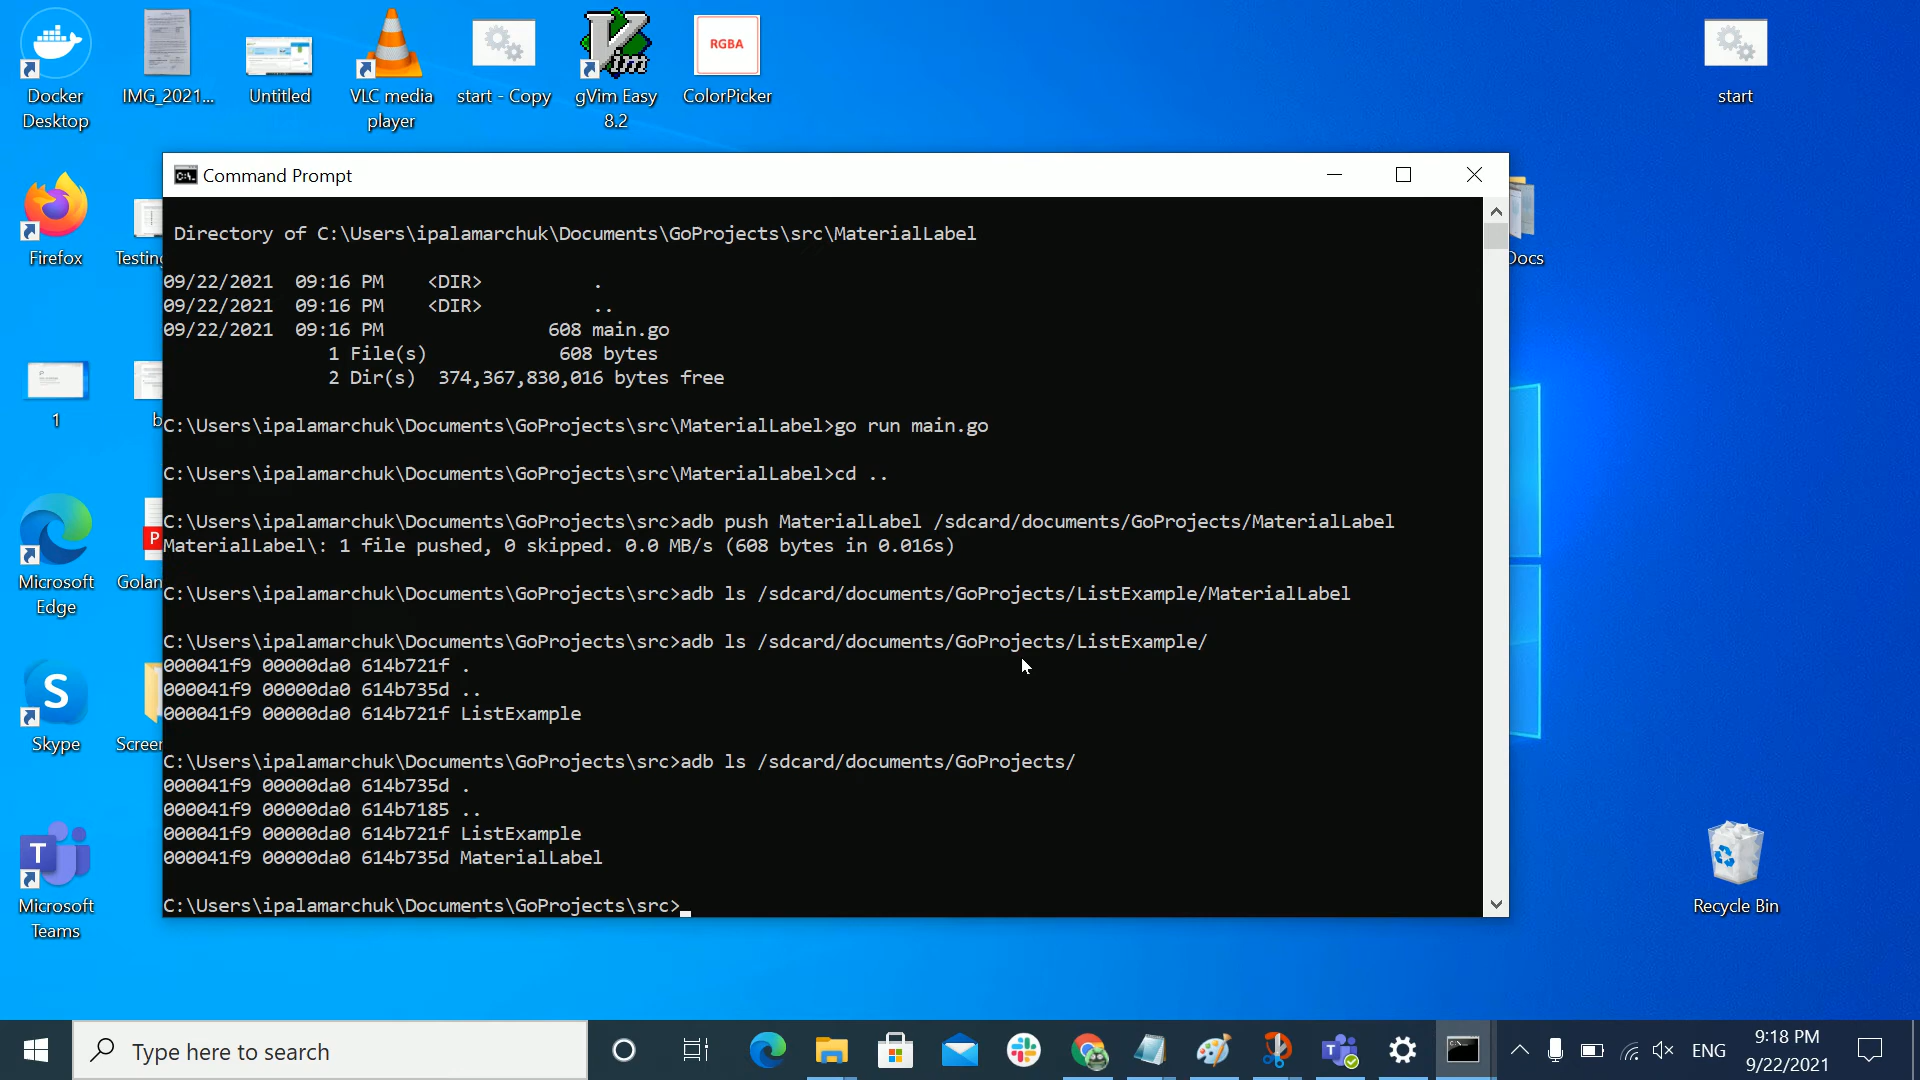 Docker
Desktop
IMG_2021...
Untitled
VLC media
player
start - Copy
gVim Easy
8.2
RGBA
ColorPicker
start
Firefox
Testing
Docs
1
b
Microsoft
Edge
Golan
Skype
Screen
Microsoft
Teams
Recycle Bin
Command Prompt
Directory of C:\Users\ipalamarchuk\Documents\GoProjects\src\MaterialLabel
09/22/2021  09:16 PM    <DIR>          .
09/22/2021  09:16 PM    <DIR>          ..
09/22/2021  09:16 PM               608 main.go
1 File(s)            608 bytes
2 Dir(s)  374,367,830,016 bytes free
C:\Users\ipalamarchuk\Documents\GoProjects\src\MaterialLabel>go run main.go
C:\Users\ipalamarchuk\Documents\GoProjects\src\MaterialLabel>cd ..
C:\Users\ipalamarchuk\Documents\GoProjects\src>adb push MaterialLabel /sdcard/documents/GoProjects/MaterialLabel
MaterialLabel\: 1 file pushed, 0 skipped. 0.0 MB/s (608 bytes in 0.016s)
C:\Users\ipalamarchuk\Documents\GoProjects\src>adb ls /sdcard/documents/GoProjects/ListExample/MaterialLabel
C:\Users\ipalamarchuk\Documents\GoProjects\src>adb ls /sdcard/documents/GoProjects/ListExample/
000041f9 00000da0 614b721f .
000041f9 00000da0 614b735d ..
000041f9 00000da0 614b721f ListExample
C:\Users\ipalamarchuk\Documents\GoProjects\src>adb ls /sdcard/documents/GoProjects/
000041f9 00000da0 614b735d .
000041f9 00000da0 614b7185 ..
000041f9 00000da0 614b721f ListExample
000041f9 00000da0 614b735d MaterialLabel
C:\Users\ipalamarchuk\Documents\GoProjects\src>
Type here to search
ENG
9:18 PM
9/22/2021